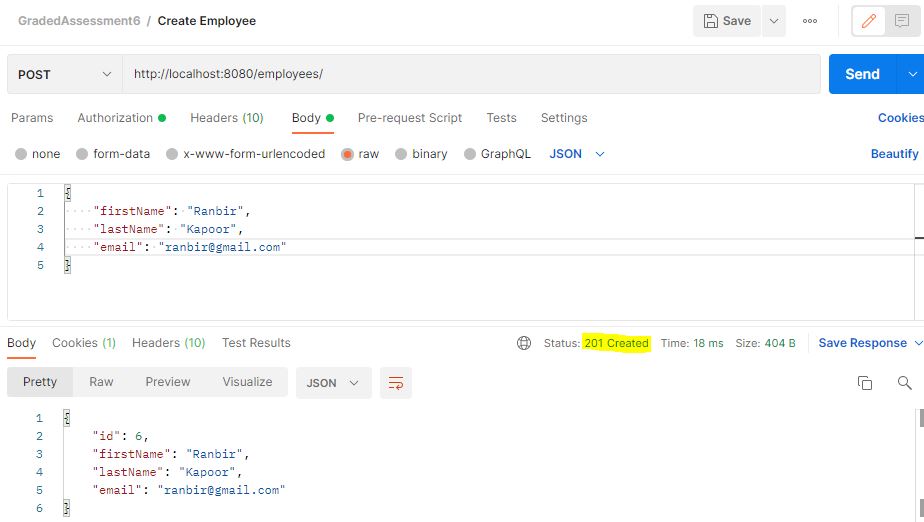 GradedAssessment6 / Create Employee
Save
POST http://localhost:8080/employees/ Send
Params Authorization Headers (10) Body Pre-request Script Tests Settings Cookies
none form-data x-www-form-urlencoded raw binary GraphQL JSON Beautify
1 {
2 ····"firstName": "Ranbir",
3 ····"lastName": "Kapoor",
4 ····"email": "ranbir@gmail.com"
5 }
Body Cookies (1) Headers (10) Test Results Status: 201 Created Time: 18 ms Size: 404 B Save Response
Pretty Raw Preview Visualize JSON
1 {
2 "id": 6,
3 "firstName": "Ranbir",
4 "lastName": "Kapoor",
5 "email": "ranbir@gmail.com"
6 }